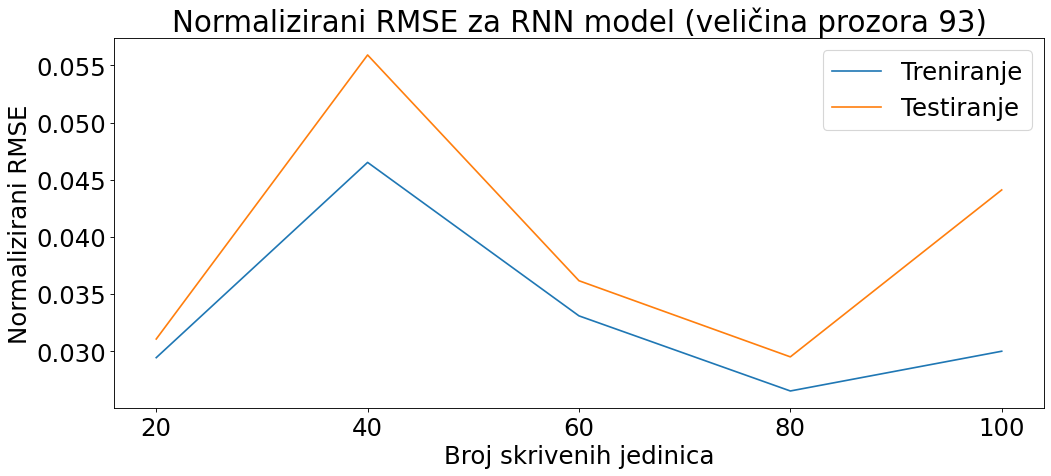 Normalizirani RMSE za RNN model (veličina prozora 93)
Treniranje
Testiranje
Normalizirani RMSE
0.055
0.050
0.045
0.040
0.035
0.030
20 40 60 80 100
Broj skrivenih jedinica